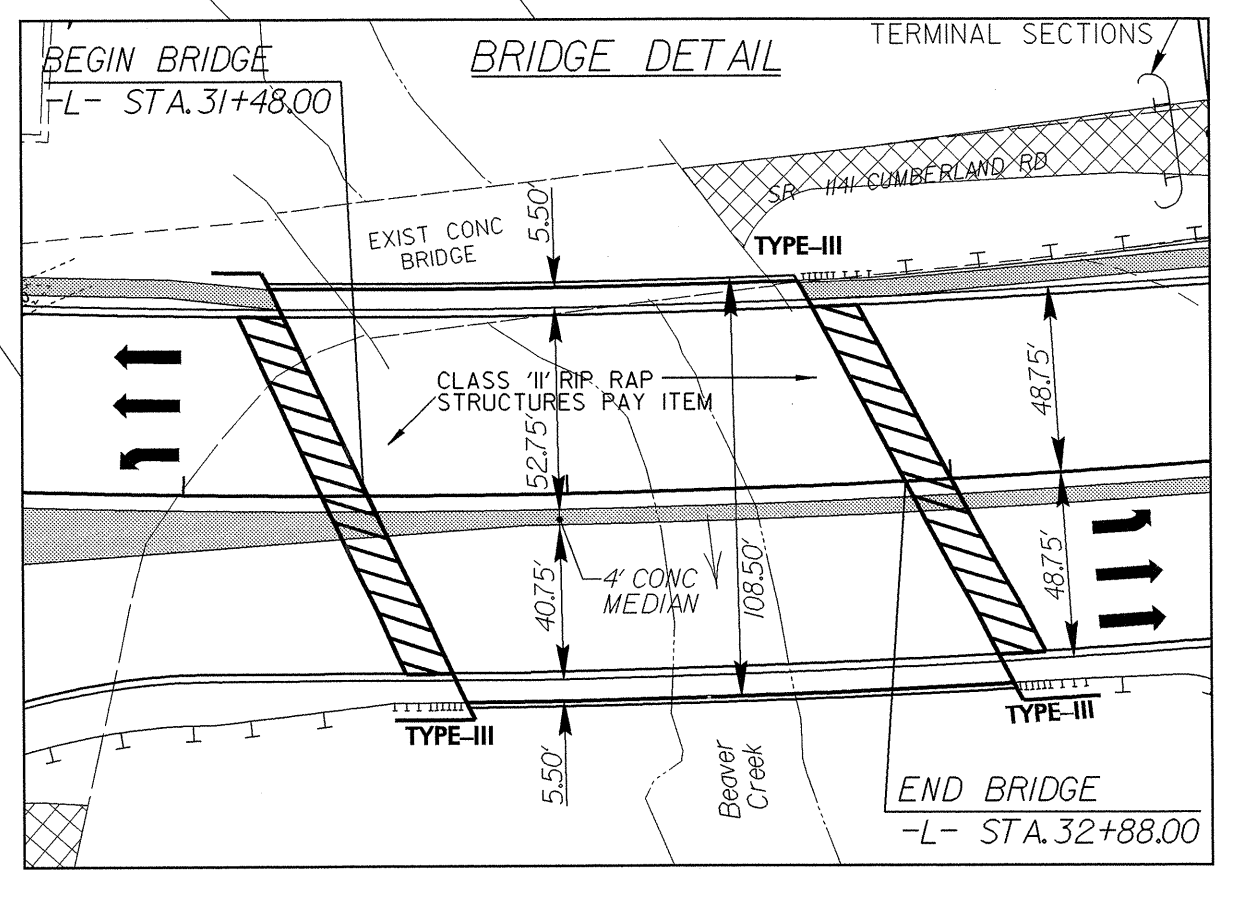 BRIDGE DETAIL
TERMINAL SECTIONS
BEGIN BRIDGE
-L- STA.31+48.00
SR 1141 CUMBERLAND RD
EXIST CONC
BRIDGE
5.50'
TYPE-III
CLASS 'II' RIP RAP
STRUCTURES PAY ITEM
52.75'
48.75'
48.75'
40.75'
4' CONC
MEDIAN
108.50'
TYPE-III
TYPE-III
5.50'
Beaver
Creek
END BRIDGE
-L- STA.32+88.00